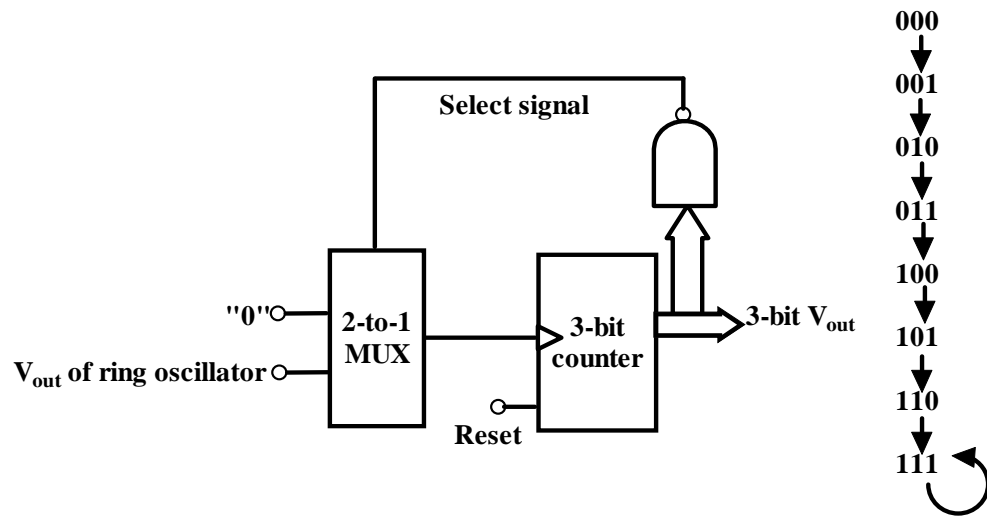 Select signal
"0"
2-to-1
MUX
V_out of ring oscillator
3-bit
counter
Reset
3-bit V_out
000
001
010
011
100
101
110
111